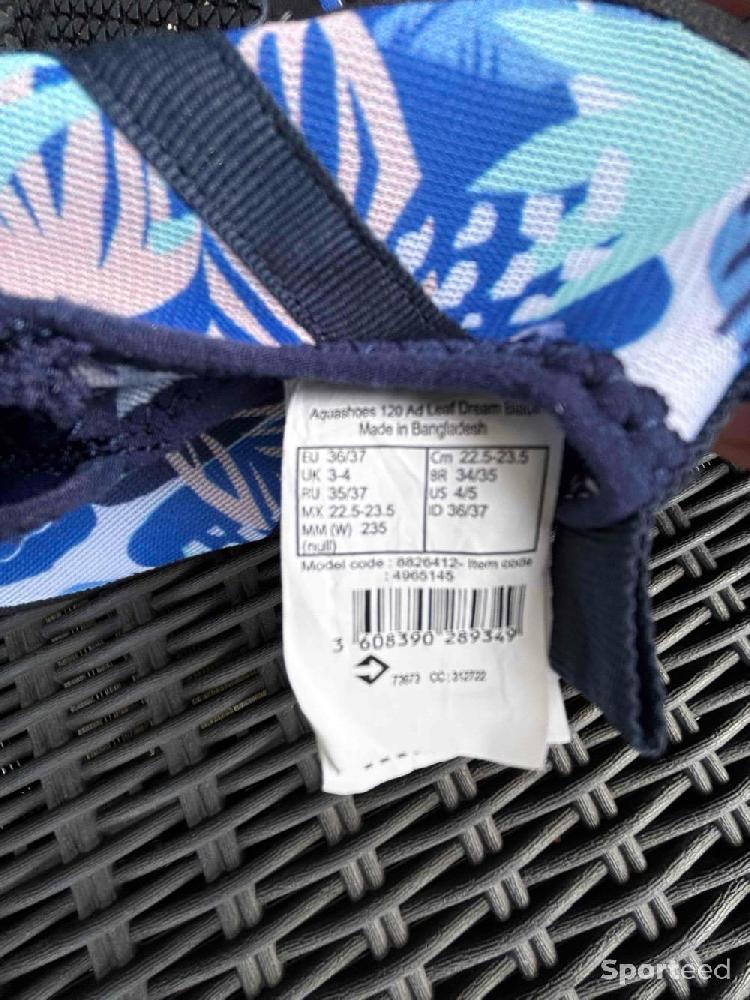 Aquashoes 120 Ad Leaf Dream
Made in Bangladesh
EU 36/37
UK 3-4
RU 35/37
MX 22.5-23.5
MM (W) 235
(null)
Cm 22.5-23.5
BR 34/35
US 4/5
ID 36/37
Model code : 8826412- Item code
: 4965145
3 608390 289349
73673 CC : 312722
Sporteed